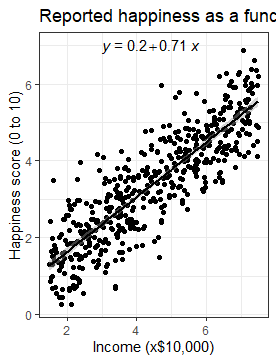 Reported happiness as a func
y = 0.2+0.71 x
Happiness score (0 to 10)
6
4
2
0
2 4 6
Income (x$10,000)